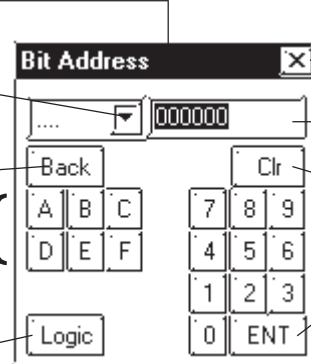 Bit Address
.... 000000
Back Clr
A B C 7 8 9
D E F 4 5 6
1 2 3
Logic 0 ENT